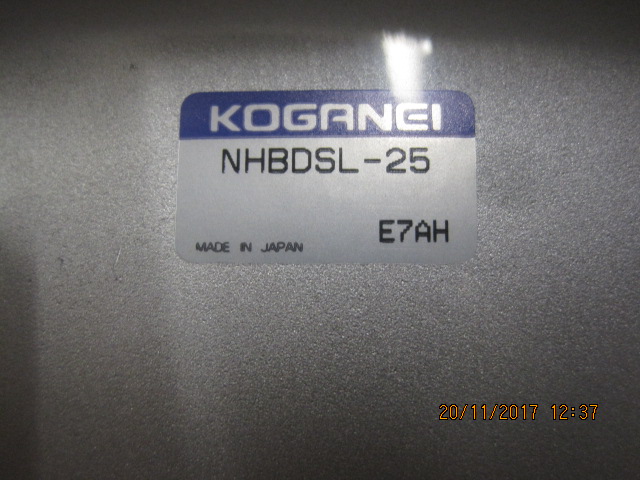 KOGANEI
NHBDSL-25
E7AH
MADE IN JAPAN
20/11/2017 12:37